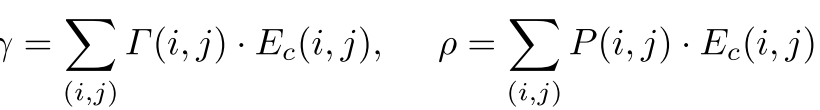 γ = ∑_{(i,j)} Γ(i, j) · E_c(i, j),   ρ = ∑_{(i,j)} P(i, j) · E_c(i, j)